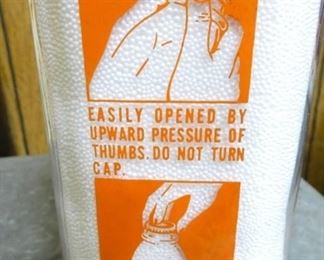 EASILY OPENED BY
UPWARD PRESSURE OF
THUMBS. DO NOT TURN
CAP.